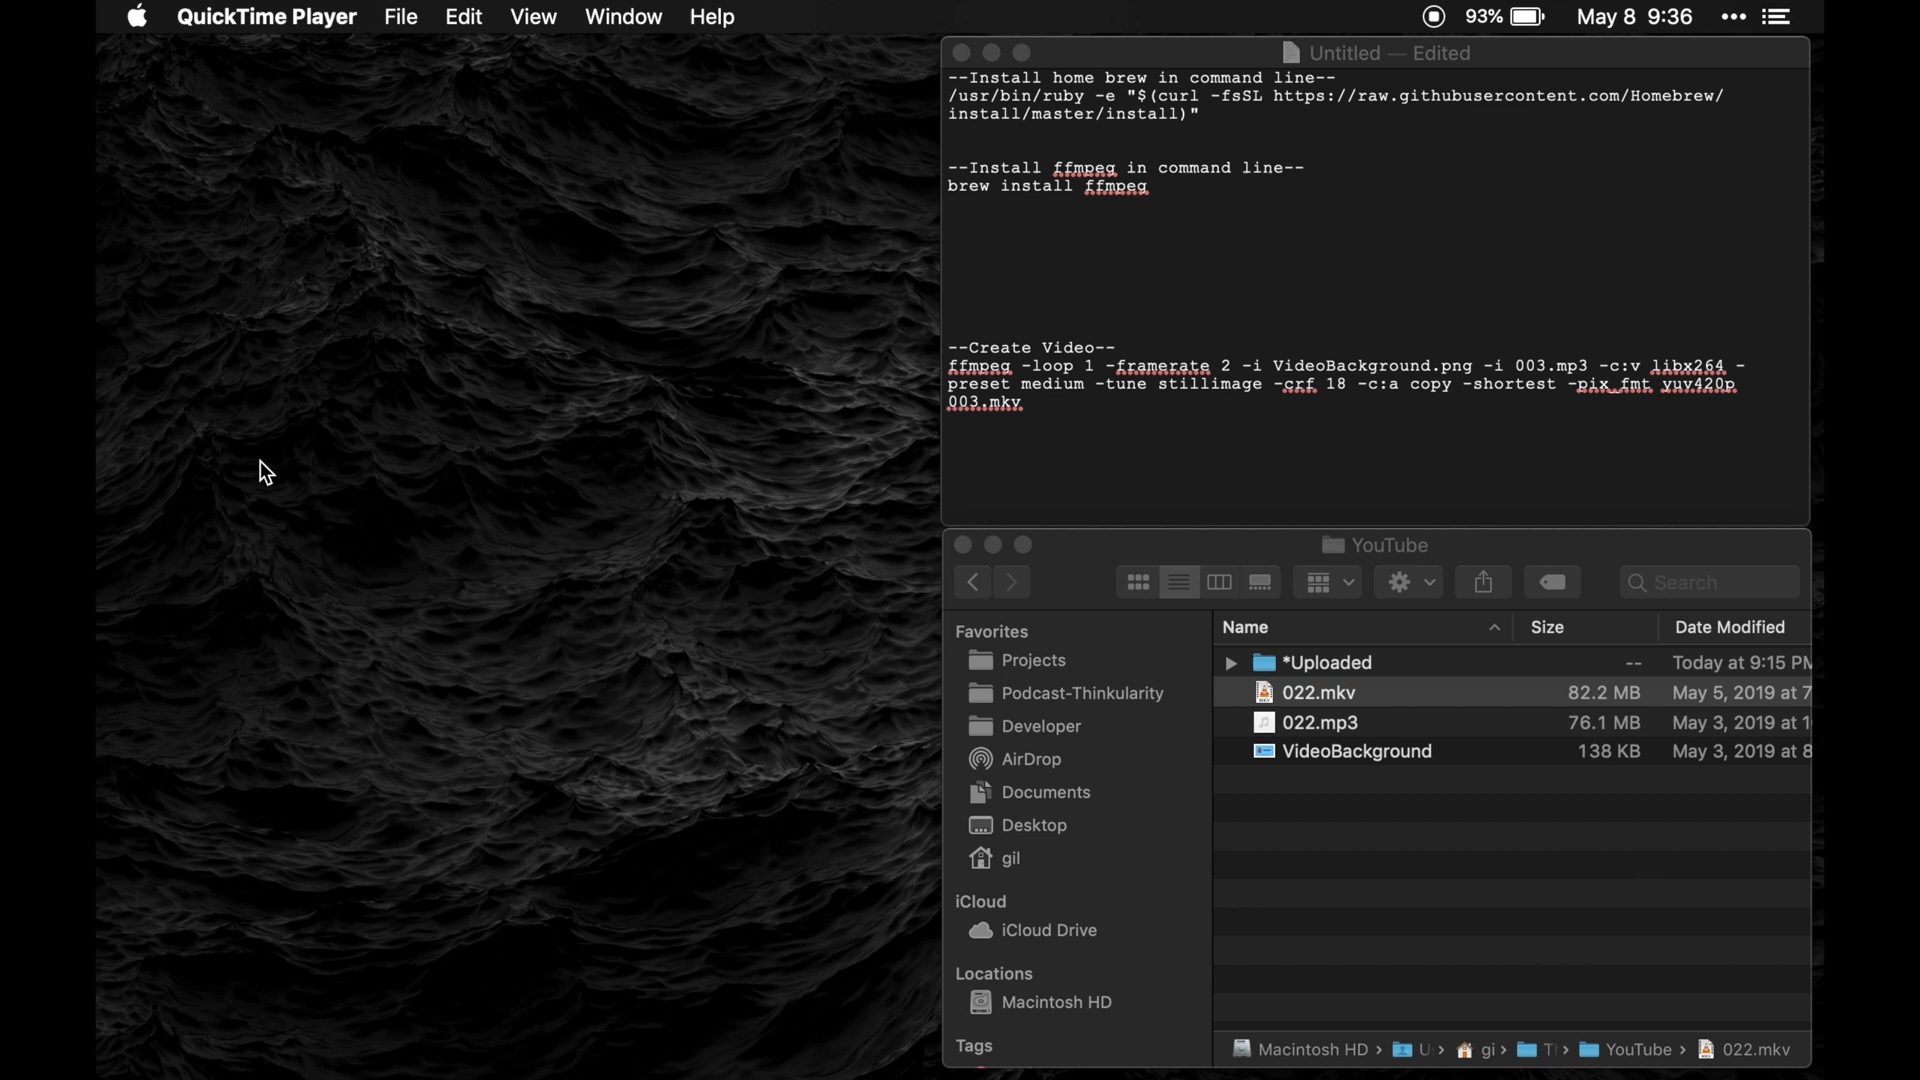 QuickTime Player File Edit View Window Help 93% May 8 9:36
Untitled — Edited
--Install home brew in command line--
/usr/bin/ruby -e "$(curl -fsSL https://raw.githubusercontent.com/Homebrew/
install/master/install)"
--Install ffmpeg in command line--
brew install ffmpeg
--Create Video--
ffmpeg -loop 1 -framerate 2 -i VideoBackground.png -i 003.mp3 -c:v libx264 -
preset medium -tune stillimage -crf 18 -c:a copy -shortest -pix_fmt yuv420p
003.mkv
YouTube
Search
Favorites
Projects
Podcast-Thinkularity
Developer
AirDrop
Documents
Desktop
gil
iCloud
iCloud Drive
Locations
Macintosh HD
Tags
Name Size Date Modified
*Uploaded -- Today at 9:15 PM
022.mkv 82.2 MB May 5, 2019 at 7
022.mp3 76.1 MB May 3, 2019 at 1
VideoBackground 138 KB May 3, 2019 at 8
Macintosh HD › U › gi › T › YouTube › 022.mkv